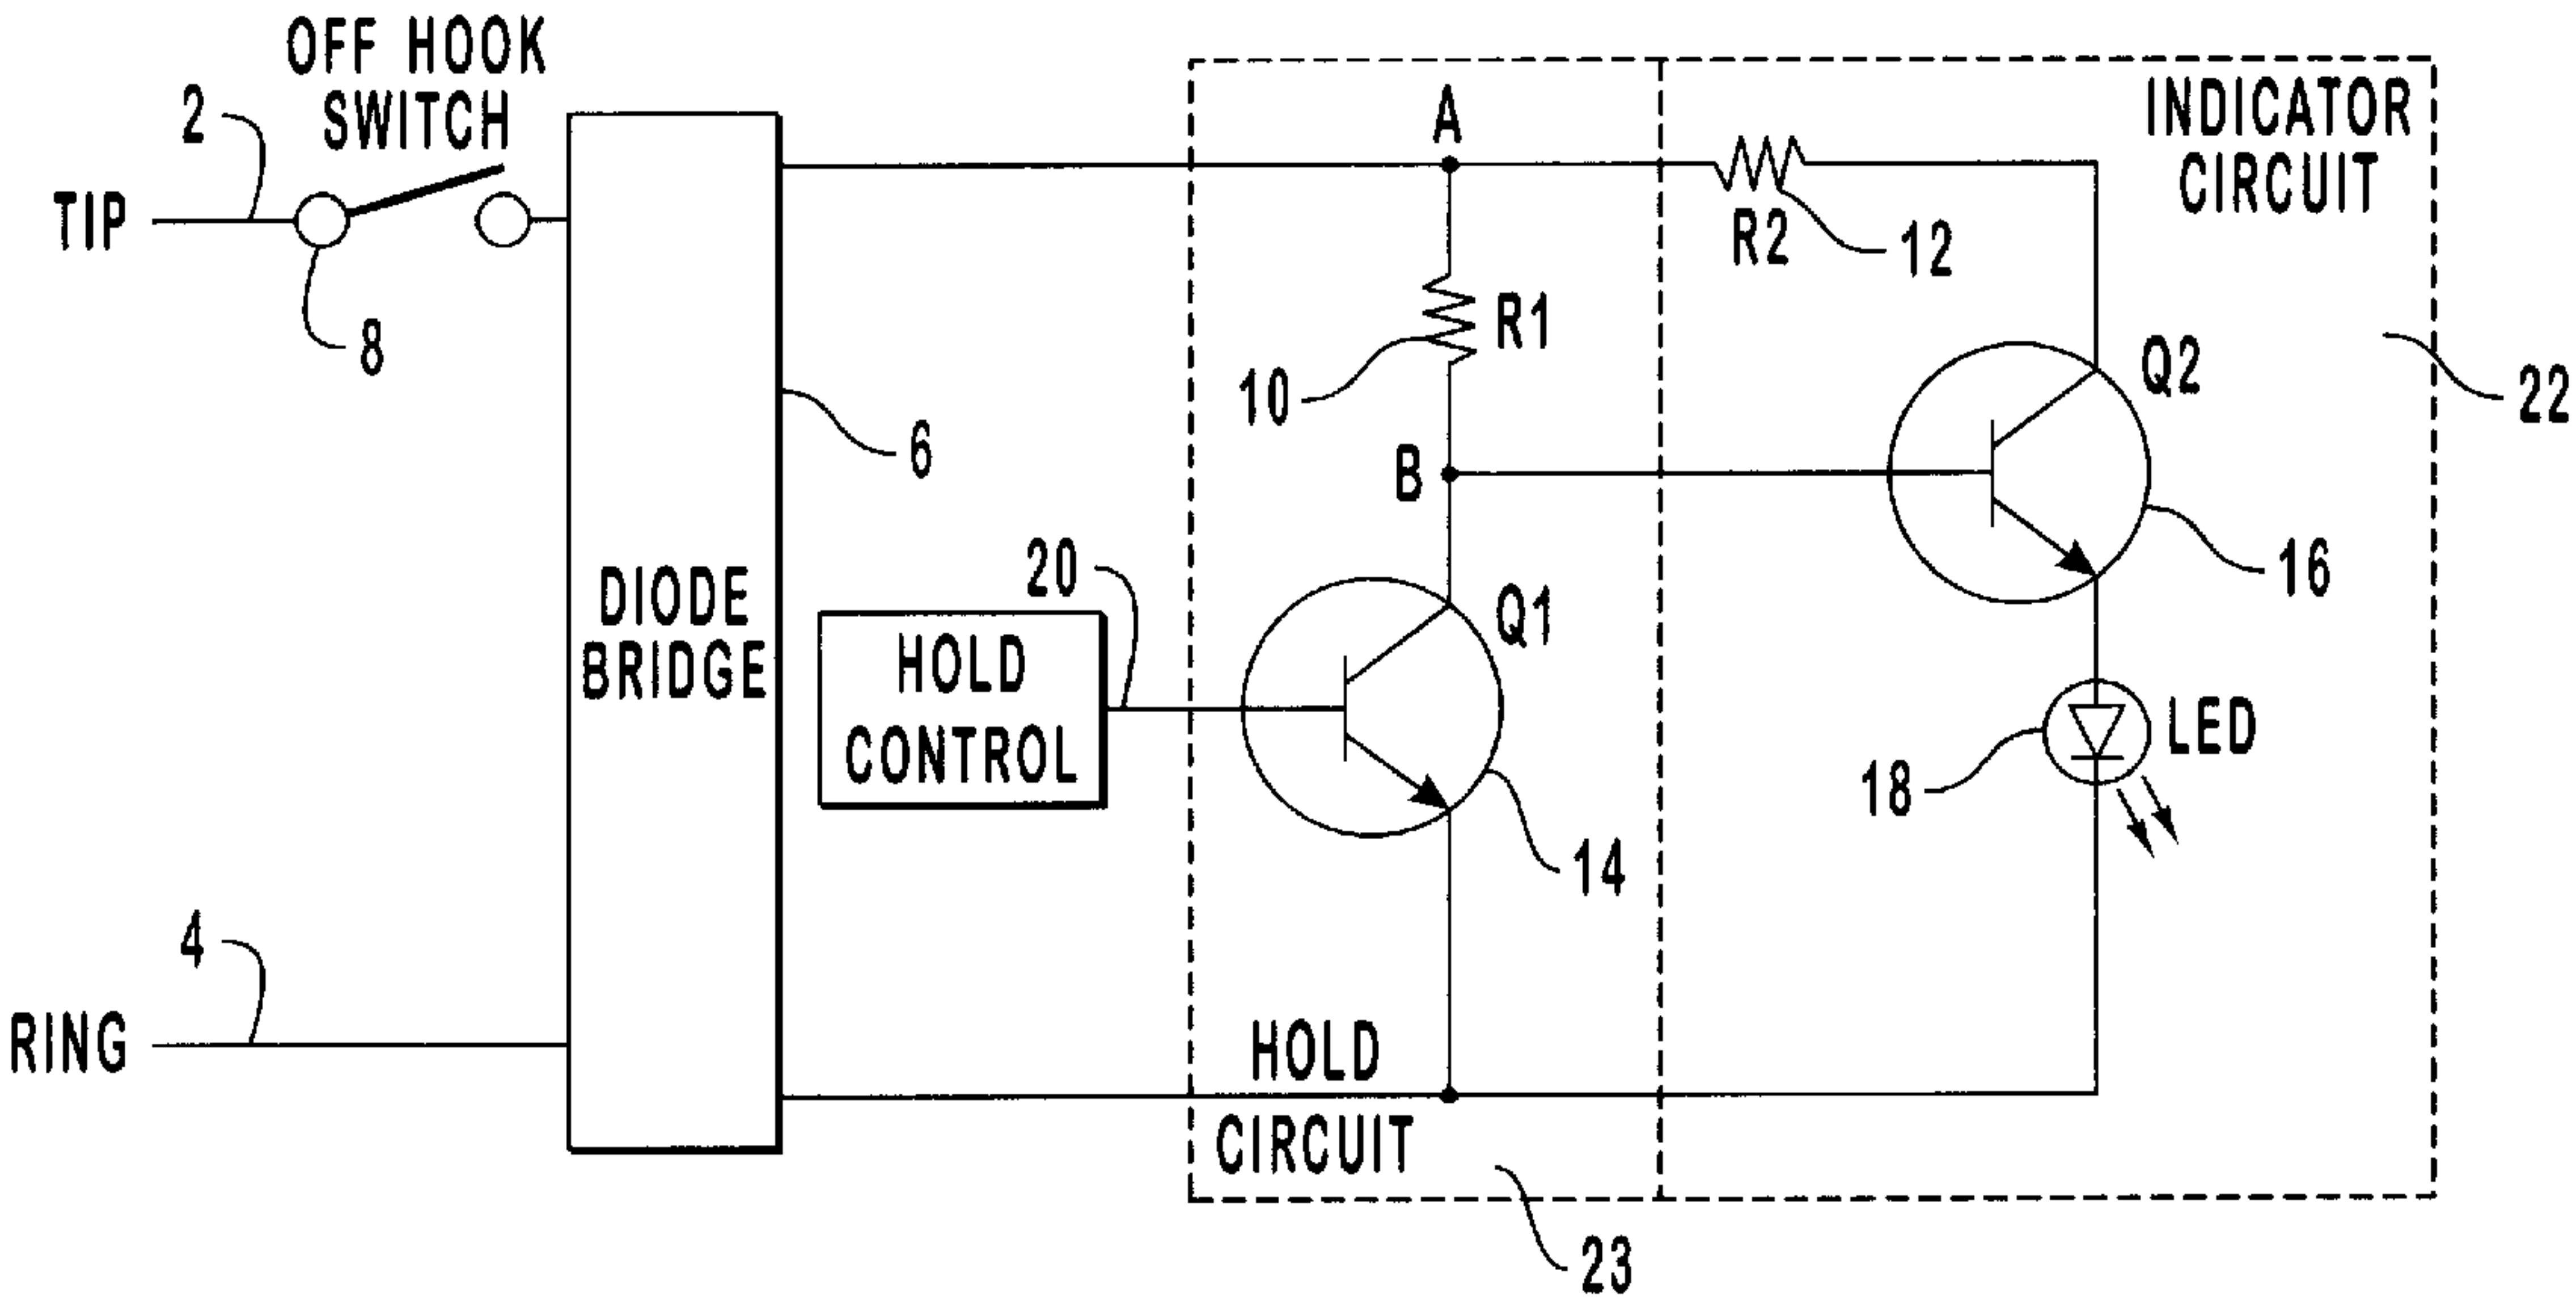 OFF HOOK
SWITCH
2
TIP
8
DIODE
BRIDGE
6
4
RING
HOLD
CONTROL
20
A
R1
10
B
Q1
14
HOLD
CIRCUIT
23
INDICATOR
CIRCUIT
R2
12
Q2
22
16
LED
18